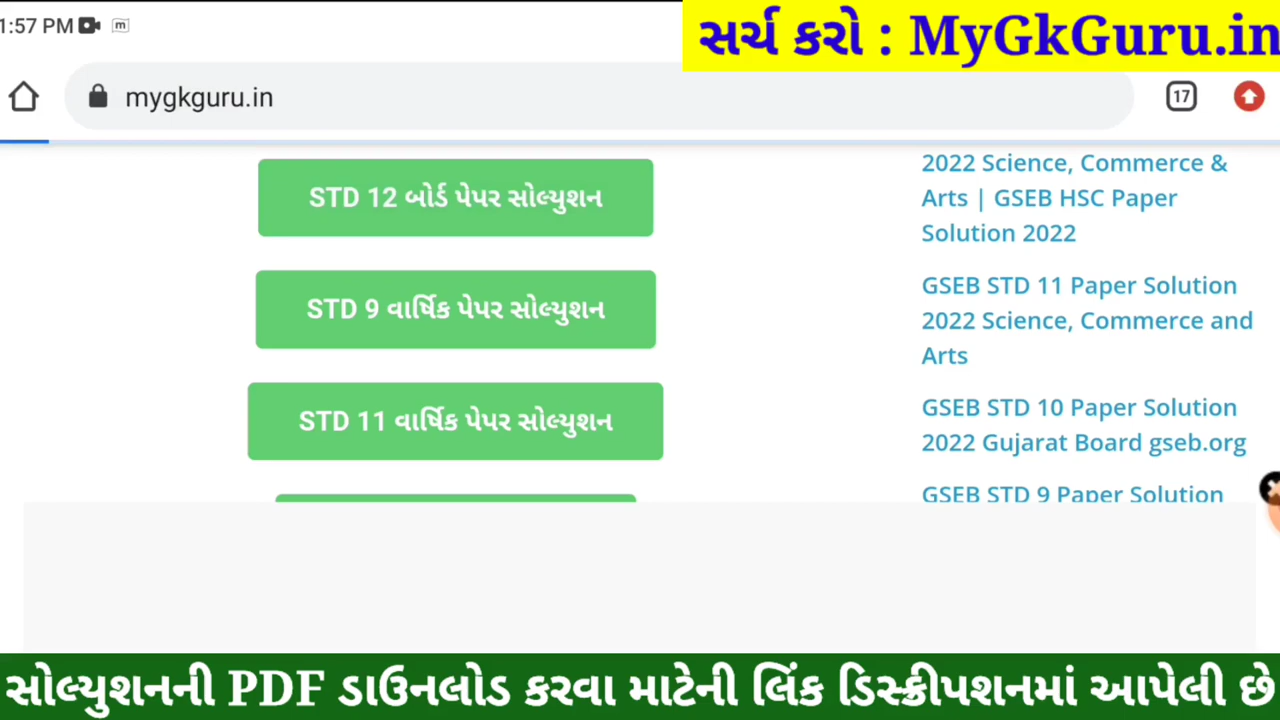 1:57 PM
સર્ચ કરો : MyGkGuru.in
mygkguru.in
17
STD 12 બોર્ડ પેપર સોલ્યુશન
STD 9 વાર્ષિક પેપર સોલ્યુશન
STD 11 વાર્ષિક પેપર સોલ્યુશન
2022 Science, Commerce &
Arts | GSEB HSC Paper
Solution 2022
GSEB STD 11 Paper Solution
2022 Science, Commerce and
Arts
GSEB STD 10 Paper Solution
2022 Gujarat Board gseb.org
GSEB STD 9 Paper Solution
સોલ્યુશનની PDF ડાઉનલોડ કરવા માટેની લિંક ડિસ્ક્રીપશનમાં આપેલી છે